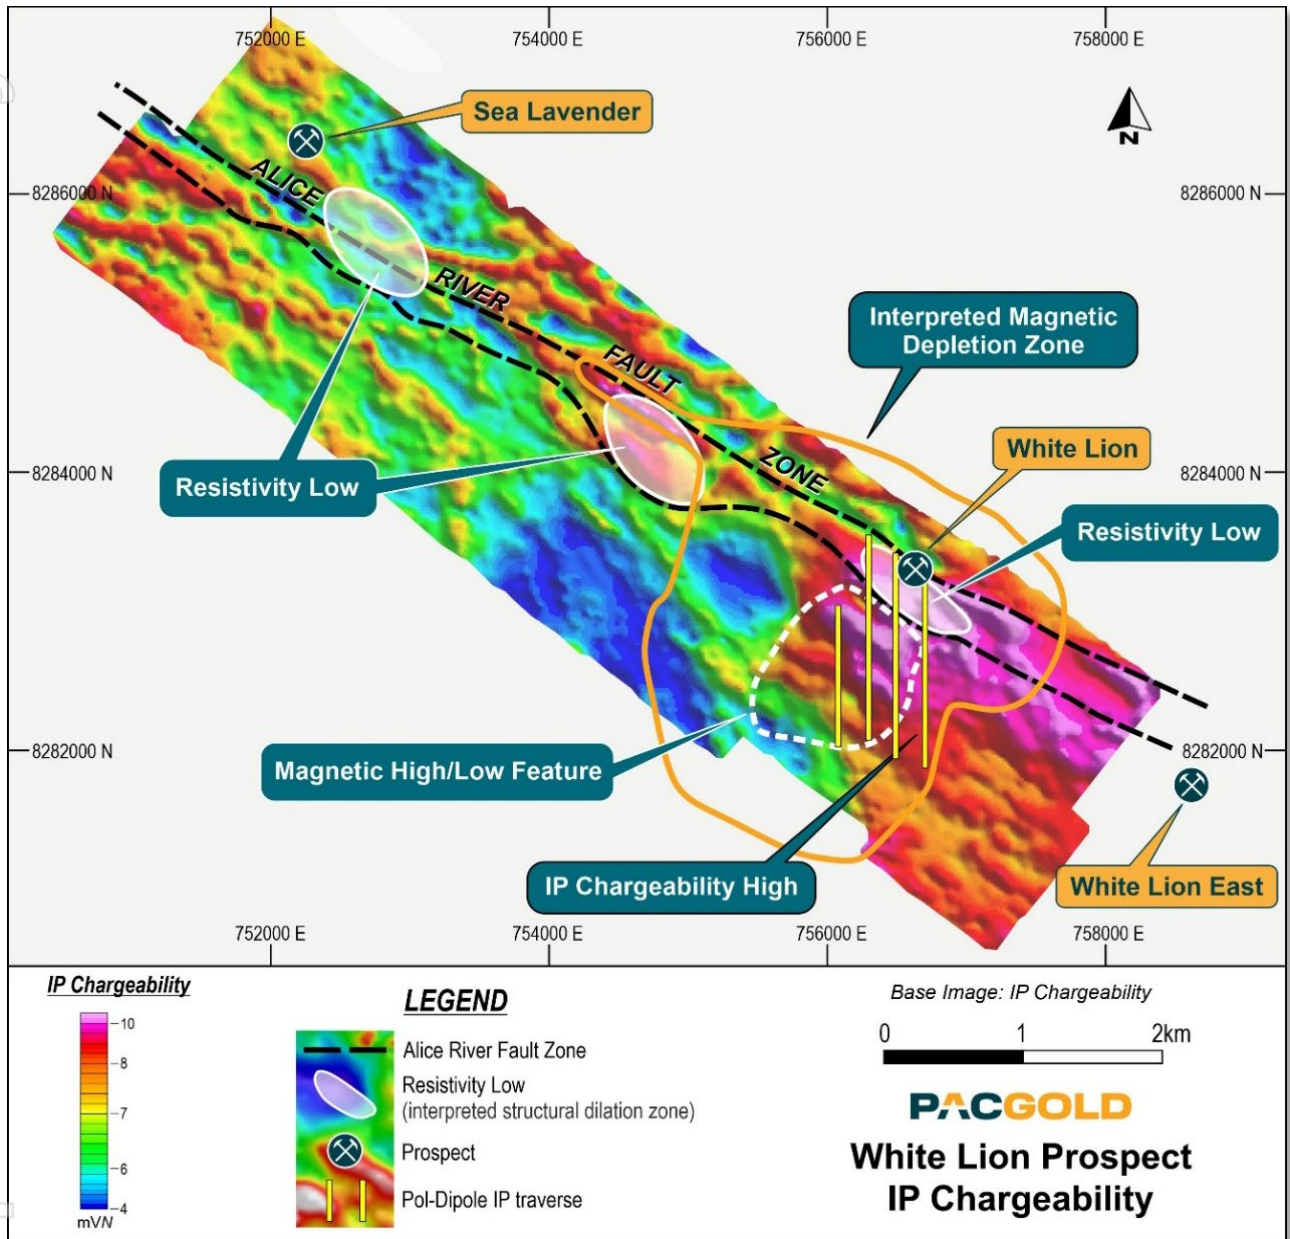 752000 E
754000 E
756000 E
758000 E
Sea Lavender
N
ALICE
8286000 N
8286000 N
RIVER
Interpreted Magnetic
Depletion Zone
FAULT
White Lion
ZONE
8284000 N
8284000 N
Resistivity Low
Resistivity Low
8282000 N
8282000 N
Magnetic High/Low Feature
IP Chargeability High
White Lion East
752000 E
754000 E
756000 E
758000 E
IP Chargeability
10
8
7
6
4
mV/V
LEGEND
Alice River Fault Zone
Resistivity Low
(interpreted structural dilation zone)
Prospect
Pol-Dipole IP traverse
Base Image: IP Chargeability
0 1 2km
PACGOLD
White Lion Prospect
IP Chargeability